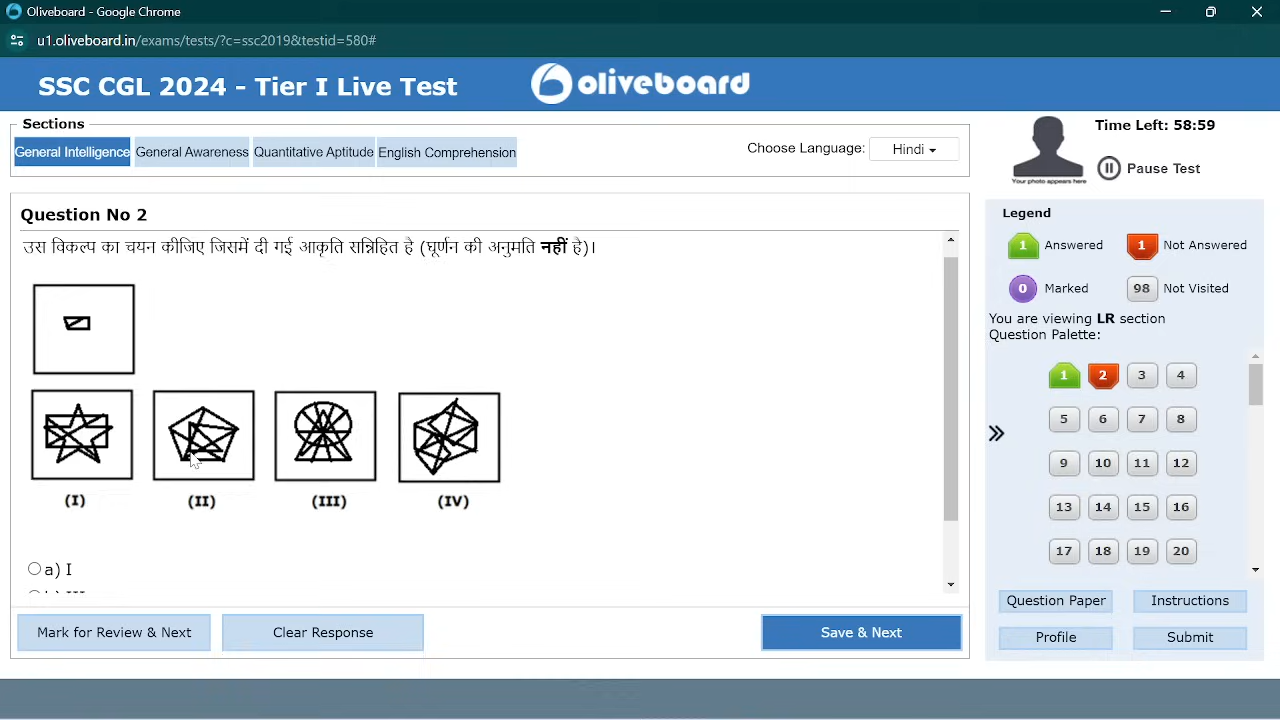 Oliveboard - Google Chrome
u1.oliveboard.in/exams/tests/?c=ssc2019&testid=580#
SSC CGL 2024 - Tier I Live Test
oliveboard
Sections
General Intelligence General Awareness Quantitative Aptitude English Comprehension
Choose Language: Hindi
Your photo appears here
Time Left: 58:59
Pause Test
Question No 2
उस विकल्प का चयन कीजिए जिसमें दी गई आकृति सन्निहित है (घूर्णन की अनुमति नहीं है)।
(I) (II) (III) (IV)
a) I
Mark for Review & Next
Clear Response
Save & Next
Legend
1 Answered 1 Not Answered
0 Marked 98 Not Visited
You are viewing LR section
Question Palette:
1 2 3 4
5 6 7 8
9 10 11 12
13 14 15 16
17 18 19 20
Question Paper Instructions
Profile Submit